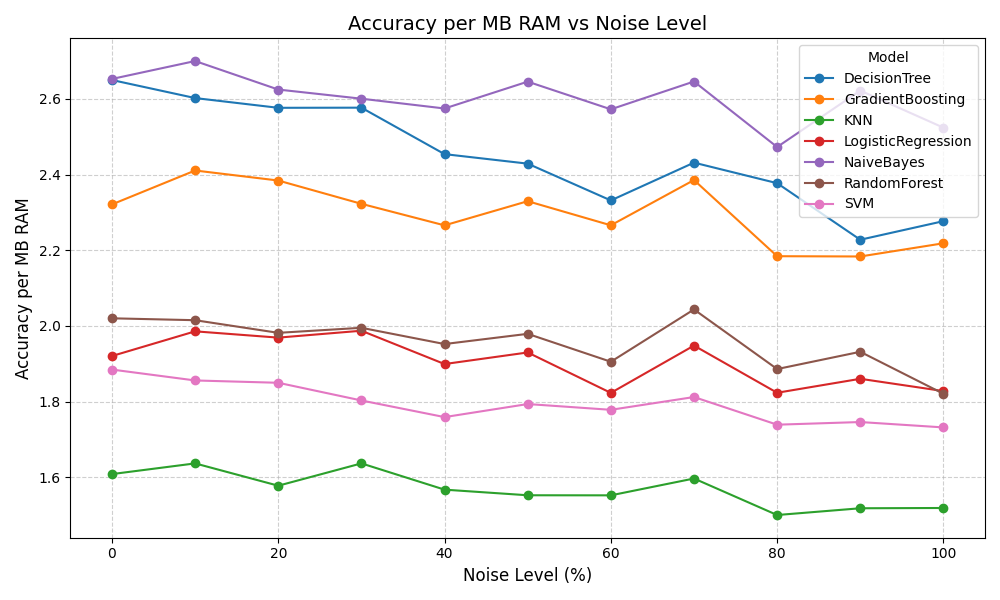 Accuracy per MB RAM vs Noise Level
Accuracy per MB RAM
2.6
2.4
2.2
2.0
1.8
1.6
0
20
40
60
80
100
Noise Level (%)
Model
DecisionTree
GradientBoosting
KNN
LogisticRegression
NaiveBayes
RandomForest
SVM